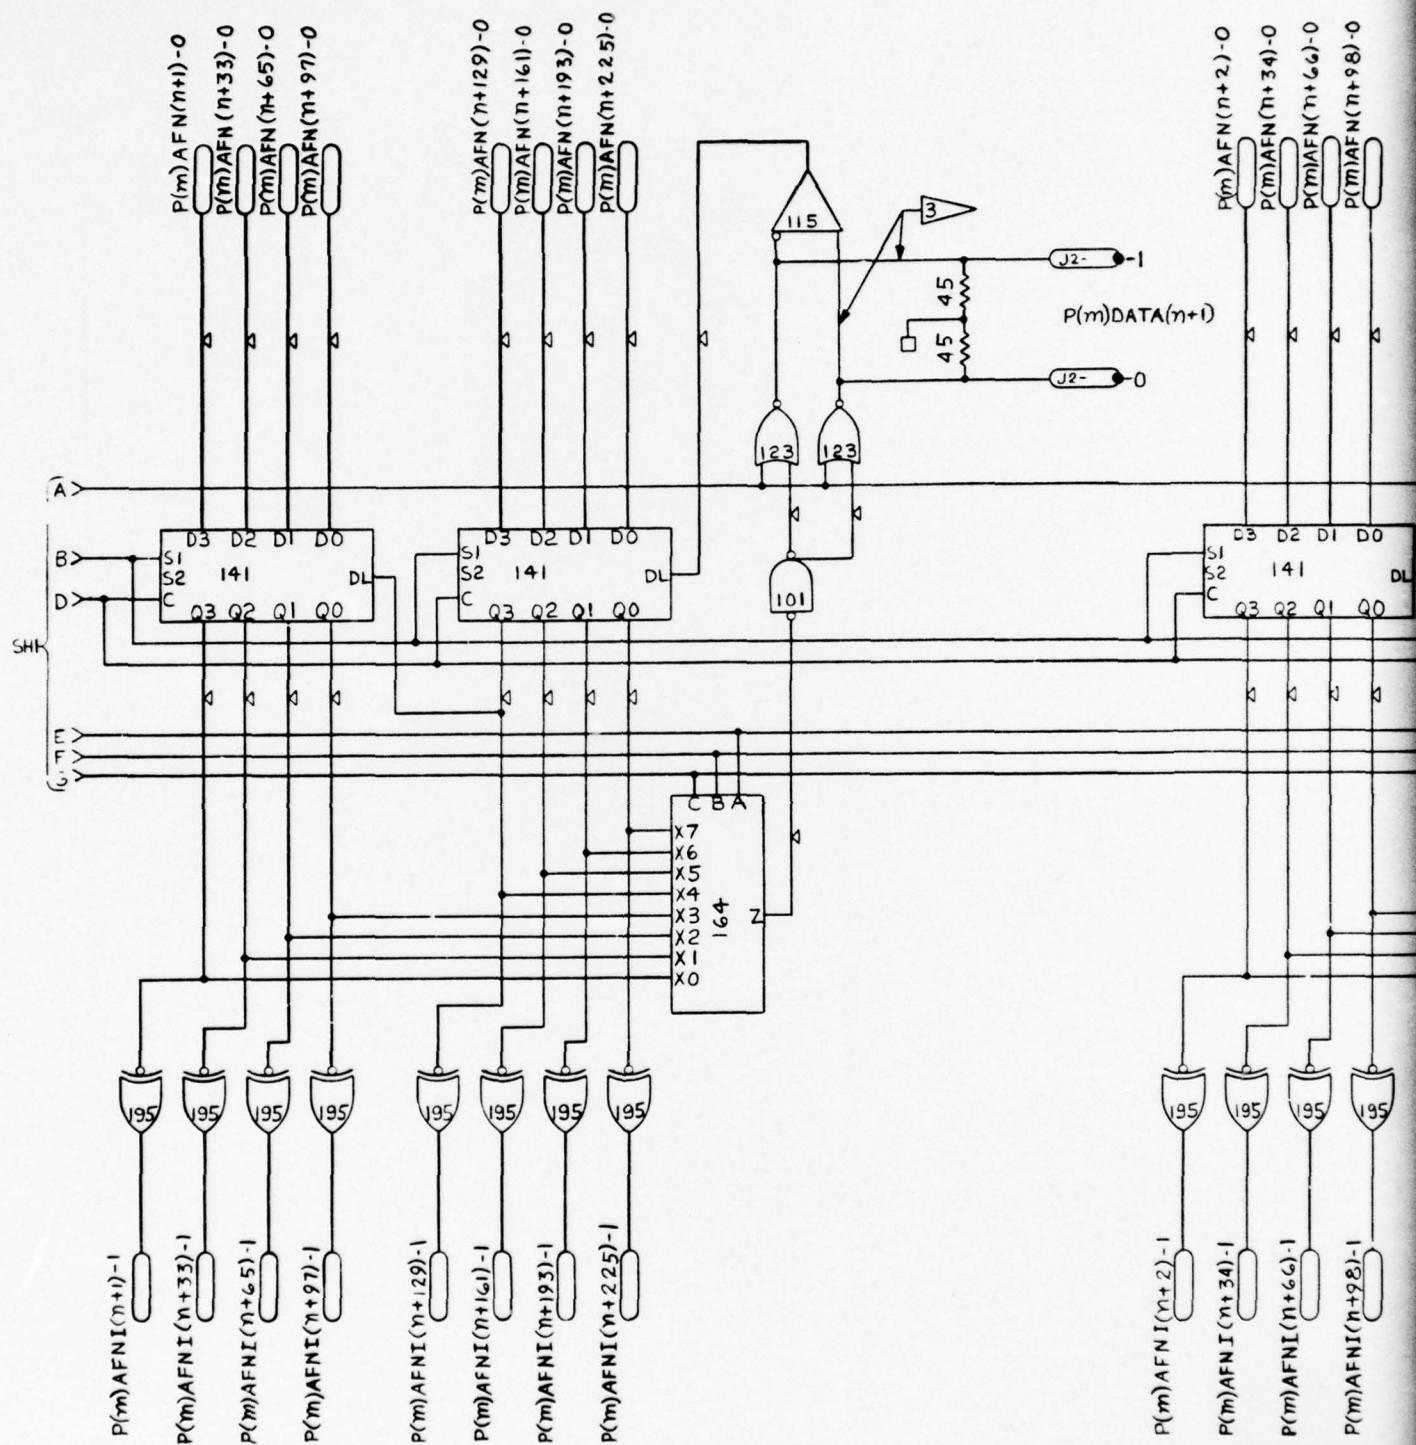 P(m)AFN(n+1)-0
P(m)AFN(n+33)-0
P(m)AFN(n+65)-0
P(m)AFN(n+97)-0
P(m)AFN(n+129)-0
P(m)AFN(n+161)-0
P(m)AFN(n+193)-0
P(m)AFN(n+225)-0
P(m)AFN(n+2)-0
P(m)AFN(n+34)-0
P(m)AFN(n+66)-0
P(m)AFN(n+98)-0
115
3
J2- -1
45
P(m)DATA(n+1)
45
J2- -0
123 123
A
D3 D2 D1 D0
D3 D2 D1 D0
D3 D2 D1 D0
B
S1
S2 141 DL
C
Q3 Q2 Q1 Q0
S1
S2 141 DL
C
Q3 Q2 Q1 Q0
101
S1
S2 141 DL
C
Q3 Q2 Q1 Q0
D
E
F
C B A
X7
X6
X5
X4
X3
X2
X1
X0
164
Z
195 195 195 195 195 195 195 195 195 195 195 195
P(m)AFNI(n+1)-1
P(m)AFNI(n+33)-1
P(m)AFNI(n+65)-1
P(m)AFNI(n+97)-1
P(m)AFNI(n+129)-1
P(m)AFNI(n+161)-1
P(m)AFNI(n+193)-1
P(m)AFNI(n+225)-1
P(m)AFNI(n+2)-1
P(m)AFNI(n+34)-1
P(m)AFNI(n+66)-1
P(m)AFNI(n+98)-1